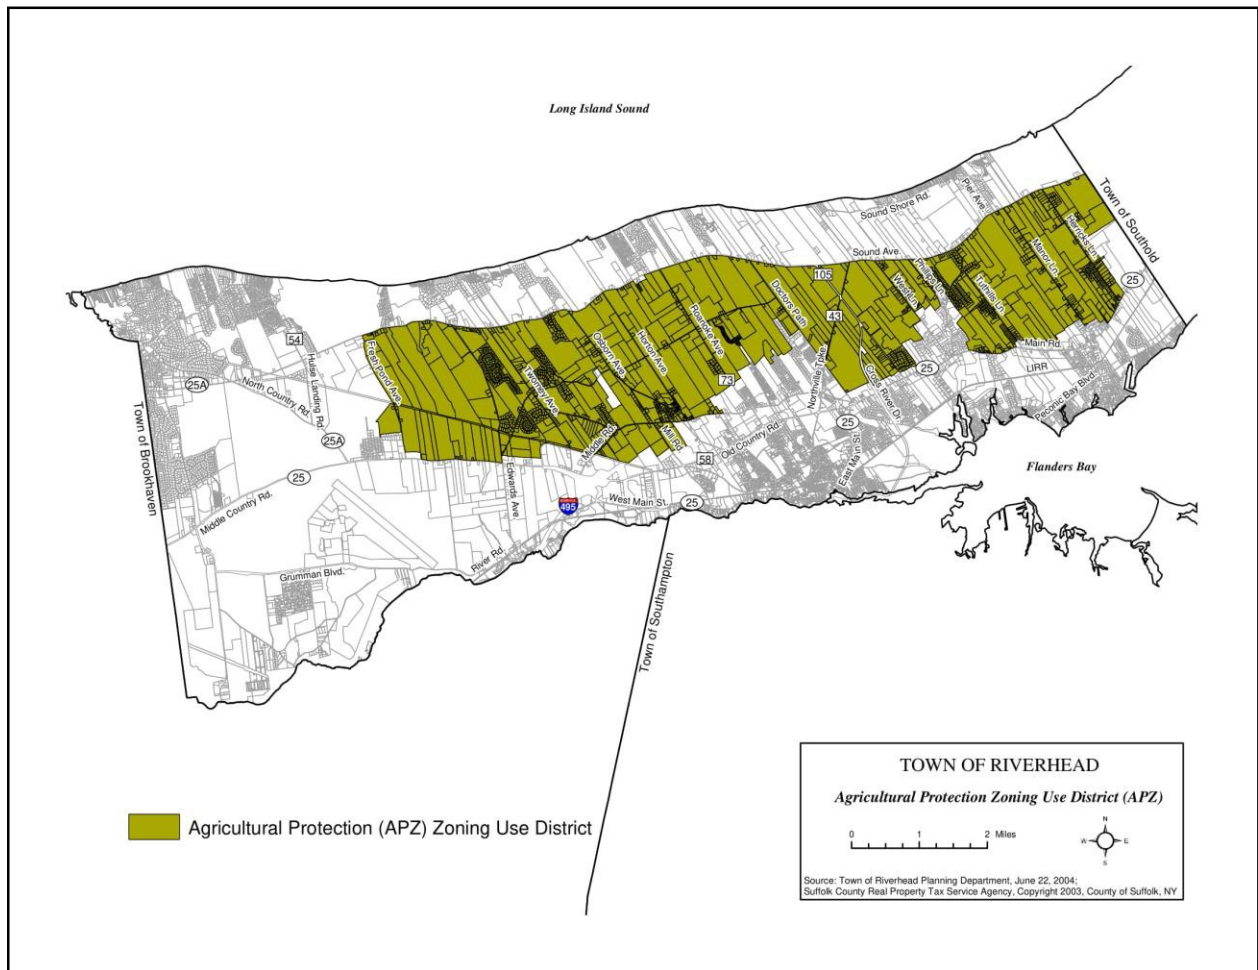 Long Island Sound
Pier Ave.
Sound Shore Rd.
Town of Southold
Herricks Ln.
Manor Ln.
Sound Ave.
105
Phillips Ln.
West Ln.
Tuthills Ln.
25
Doctors Path
43
Roanoke Ave.
Horton Ave.
Osborn Ave.
54
Hulse Landing Rd.
Fresh Pond Ave.
Main Rd.
LIRR
25
Northville Tpke.
Cross River Dr.
73
Twomey Ave.
25A
North Country Rd.
Peconic Bay Blvd.
Town of Brookhaven
25A
Middle Rd.
Mill Rd.
Old Country Rd.
25
East Main St.
58
25
Middle Country Rd.
Edwards Ave.
Flanders Bay
495
West Main St.
25
River Rd.
Grumman Blvd.
Town of Southampton
TOWN OF RIVERHEAD
Agricultural Protection Zoning Use District (APZ)
0 1 2 Miles
N
W E
S
Source: Town of Riverhead Planning Department, June 22, 2004;
Suffolk County Real Property Tax Service Agency, Copyright 2003, County of Suffolk, NY
Agricultural Protection (APZ) Zoning Use District